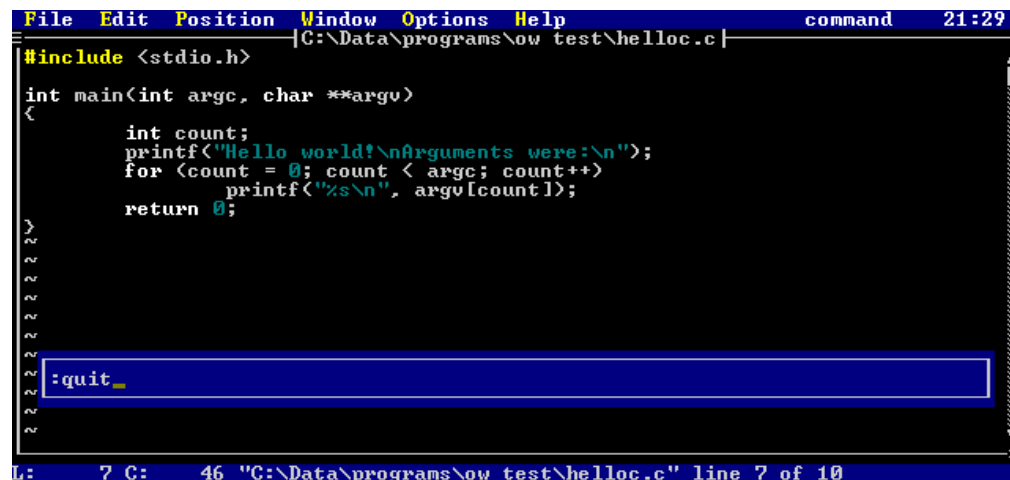 File Edit Position Window Options Help command 21:29
C:\Data\programs\ow test\helloc.c
#include <stdio.h>
int main(int argc, char **argv)
{
int count;
printf("Hello world!\nArguments were:\n");
for (count = 0; count < argc; count++)
printf("%s\n", argv[count]);
return 0;
}
~
~
~
~
~
~
~
~
:quit_
~
~
~
L: 7 C: 46 "C:\Data\programs\ow test\helloc.c" line 7 of 10